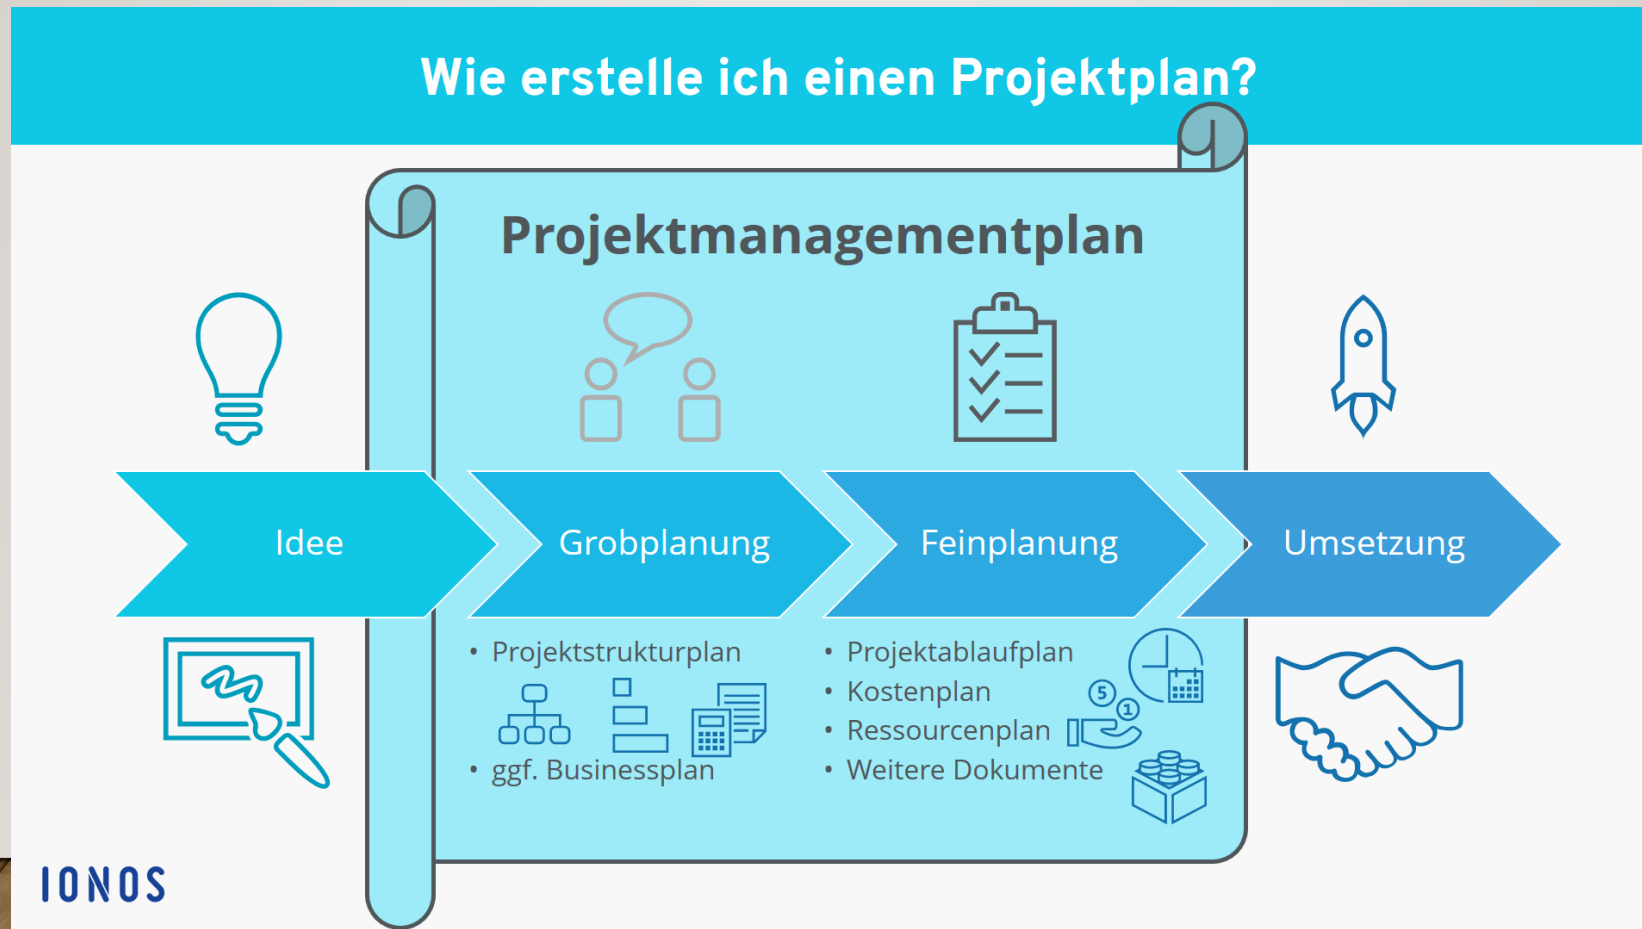 Wie erstelle ich einen Projektplan?
Projektmanagementplan
Idee
Grobplanung
Feinplanung
Umsetzung
• Projektstrukturplan
• ggf. Businessplan
• Projektablaufplan
• Kostenplan
• Ressourcenplan
• Weitere Dokumente
5
1
IONOS